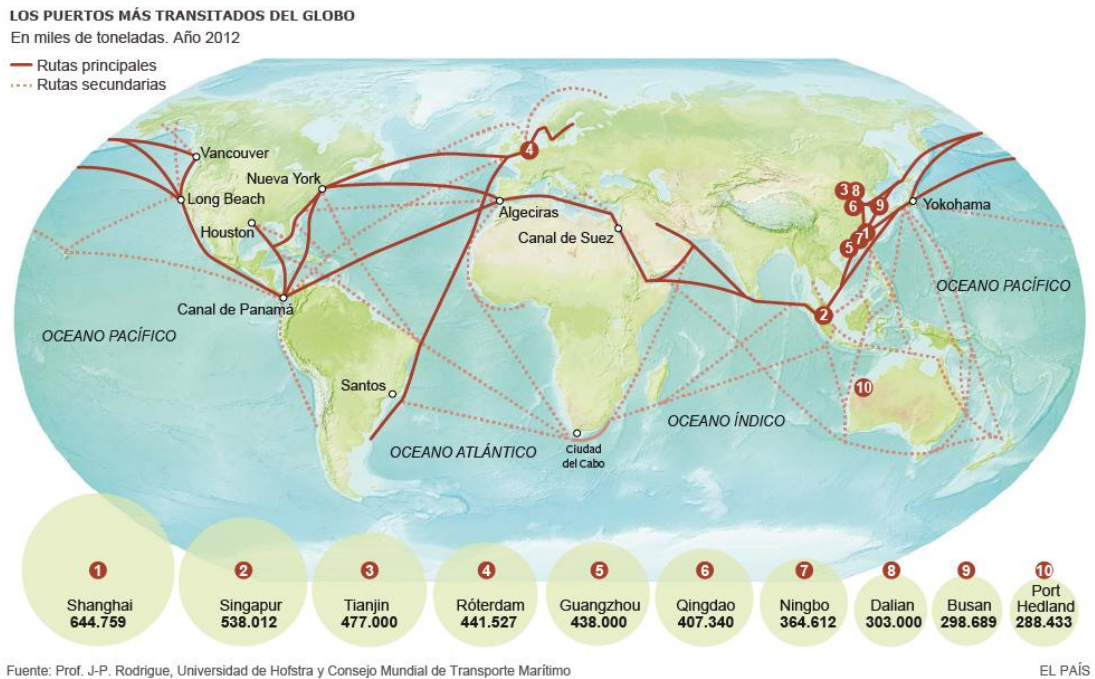 LOS PUERTOS MÁS TRANSITADOS DEL GLOBO
En miles de toneladas. Año 2012
Rutas principales
Rutas secundarias
Vancouver
Nueva York
Long Beach
Houston
Canal de Panamá
Santos
4
Algeciras
Canal de Suez
3
8
6
9
1
7
5
Yokohama
2
10
OCEANO PACÍFICO
OCEANO PACÍFICO
OCEANO ÍNDICO
OCEANO ATLÁNTICO
Ciudad
del Cabo
1
Shanghai
644.759
2
Singapur
538.012
3
Tianjin
477.000
4
Róterdam
441.527
5
Guangzhou
438.000
6
Qingdao
407.340
7
Ningbo
364.612
8
Dalian
303.000
9
Busan
298.689
10
Port
Hedland
288.433
Fuente: Prof. J-P. Rodrigue, Universidad de Hofstra y Consejo Mundial de Transporte Marítimo
EL PAÍS